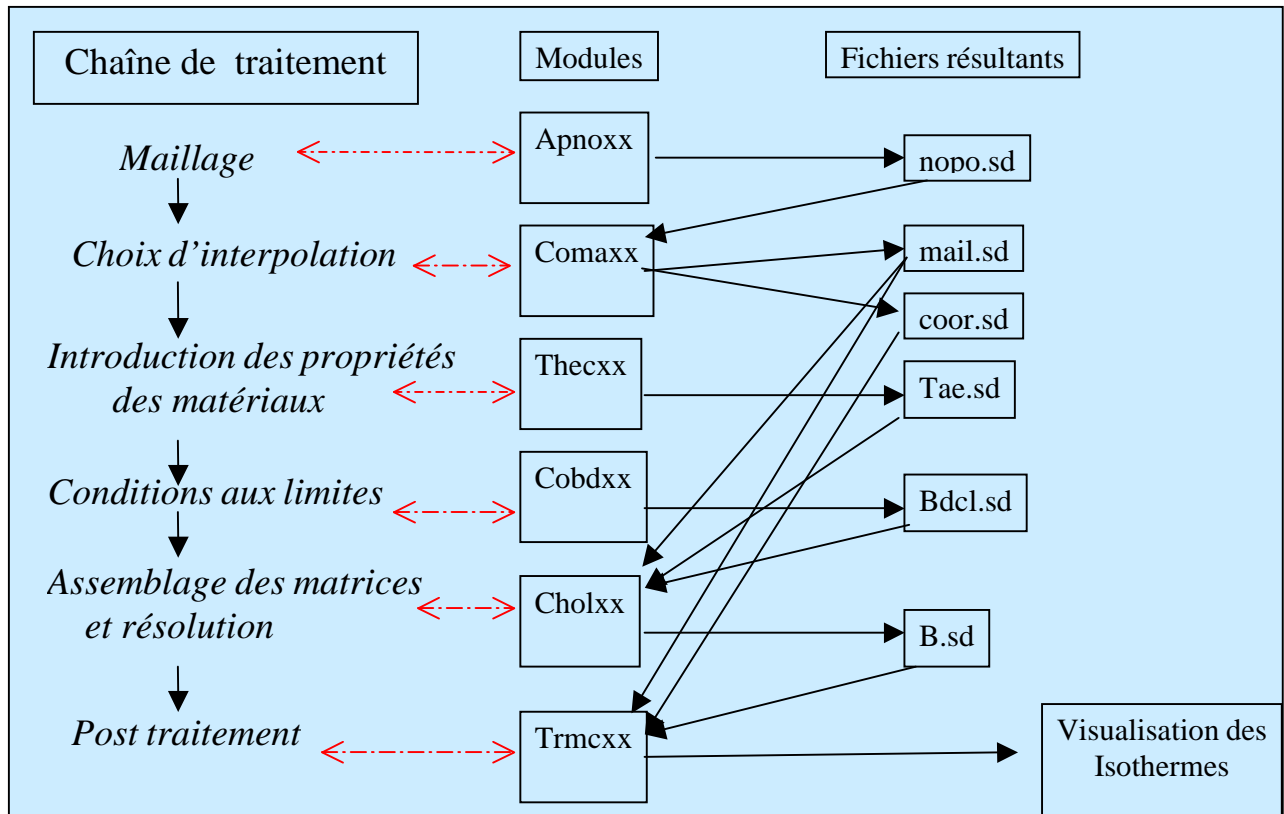 Chaîne de traitement
Modules
Fichiers résultants
Maillage
Apnoxx
nopo.sd
Choix d'interpolation
Comaxx
mail.sd
coor.sd
Introduction des propriétés
des matériaux
Thecxx
Tae.sd
Conditions aux limites
Cobdxx
Bdcl.sd
Assemblage des matrices
et résolution
Cholxx
B.sd
Post traitement
Trmcxx
Visualisation des
Isothermes